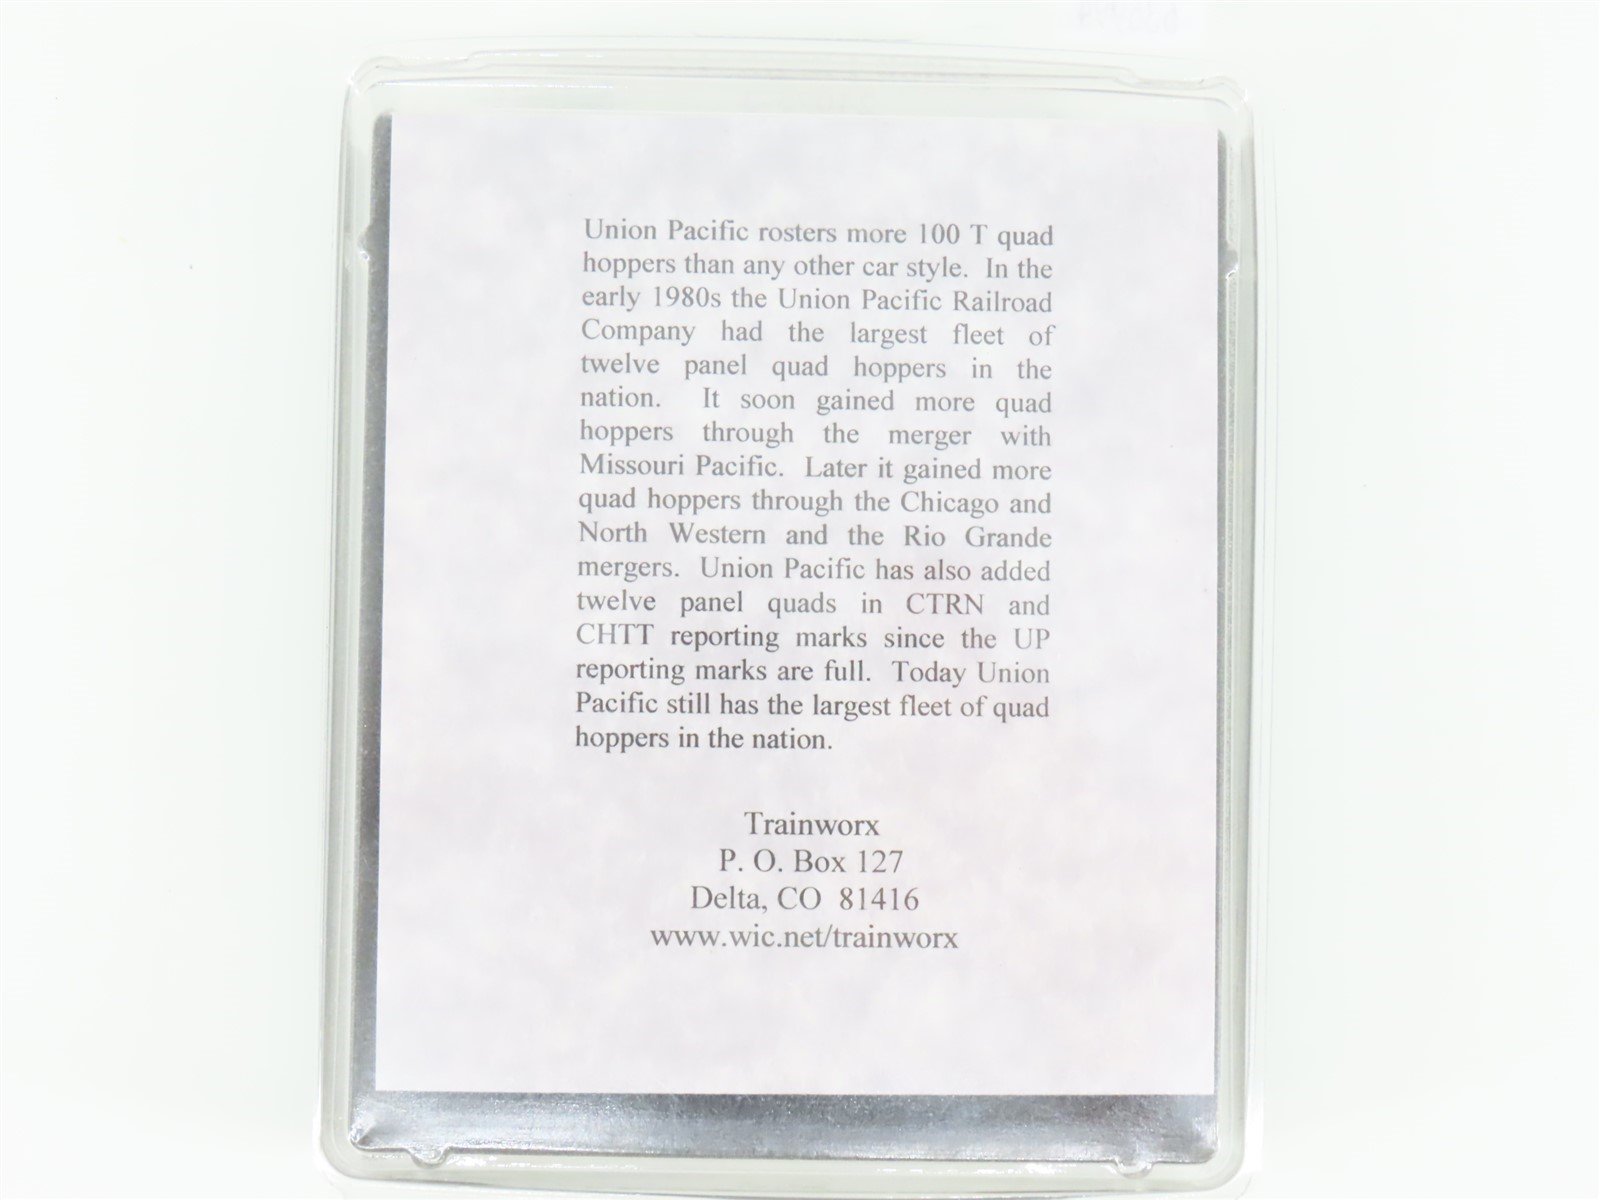 Union Pacific rosters more 100 T quad
hoppers than any other car style. In the
early 1980s the Union Pacific Railroad
Company had the largest fleet of
twelve panel quad hoppers in the
nation. It soon gained more quad
hoppers through the merger with
Missouri Pacific. Later it gained more
quad hoppers through the Chicago and
North Western and the Rio Grande
mergers. Union Pacific has also added
twelve panel quads in CTRN and
CHTT reporting marks since the UP
reporting marks are full. Today Union
Pacific still has the largest fleet of quad
hoppers in the nation.
Trainworx
P. O. Box 127
Delta, CO 81416
www.wic.net/trainworx